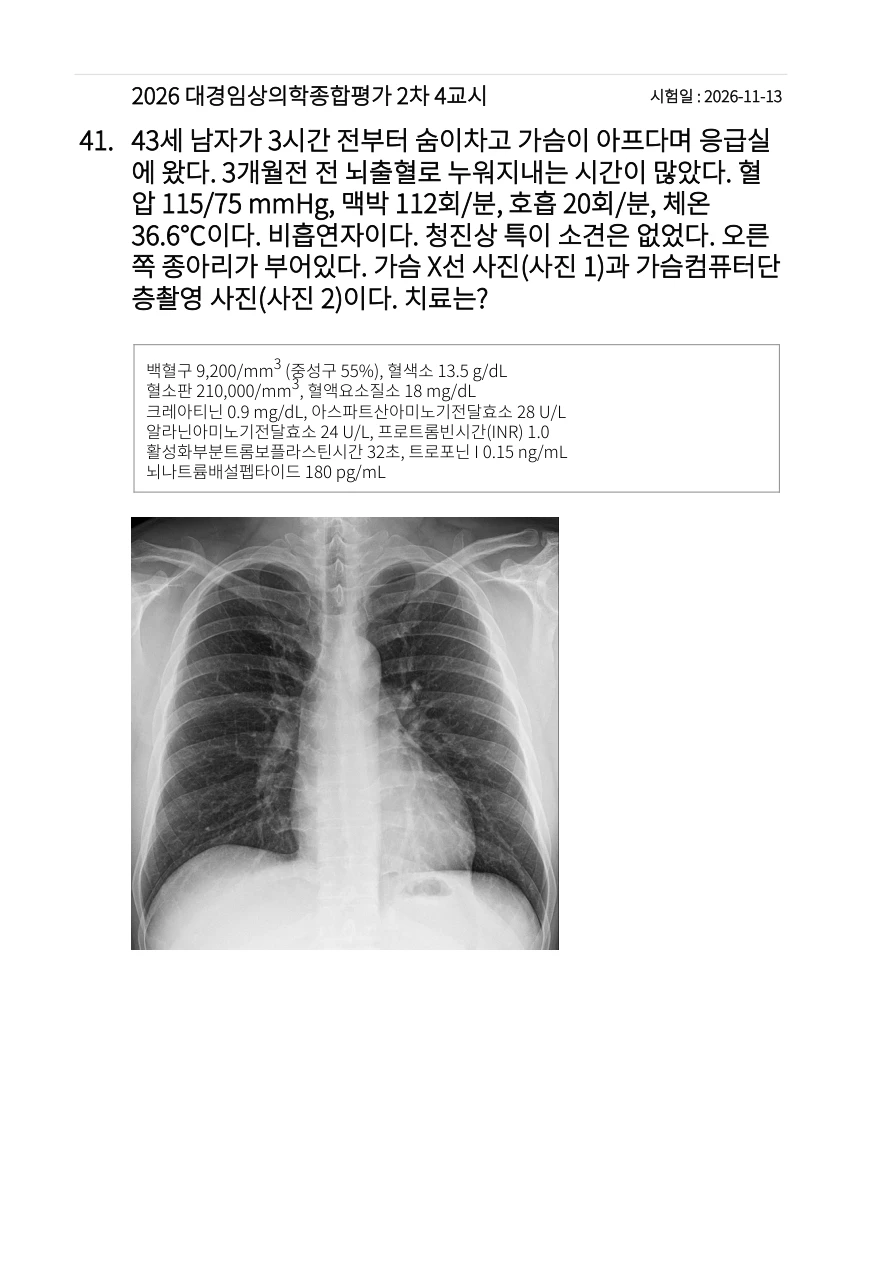 2026 대경임상의학종합평가 2차 4교시
시험일 : 2026-11-13
41. 43세 남자가 3시간 전부터 숨이차고 가슴이 아프다며 응급실
에 왔다. 3개월전 전 뇌출혈로 누워지내는 시간이 많았다. 혈
압 115/75 mmHg, 맥박 112회/분, 호흡 20회/분, 체온
36.6℃이다. 비흡연자이다. 청진상 특이 소견은 없었다. 오른
쪽 종아리가 부어있다. 가슴 X선 사진(사진 1)과 가슴컴퓨터단
층촬영 사진(사진 2)이다. 치료는?
백혈구 9,200/mm³ (중성구 55%), 혈색소 13.5 g/dL
혈소판 210,000/mm³, 혈액요소질소 18 mg/dL
크레아티닌 0.9 mg/dL, 아스파트산아미노기전달효소 28 U/L
알라닌아미노기전달효소 24 U/L, 프로트롬빈시간(INR) 1.0
활성화부분트롬보플라스틴시간 32초, 트로포닌 I 0.15 ng/mL
뇌나트륨배설펩타이드 180 pg/mL